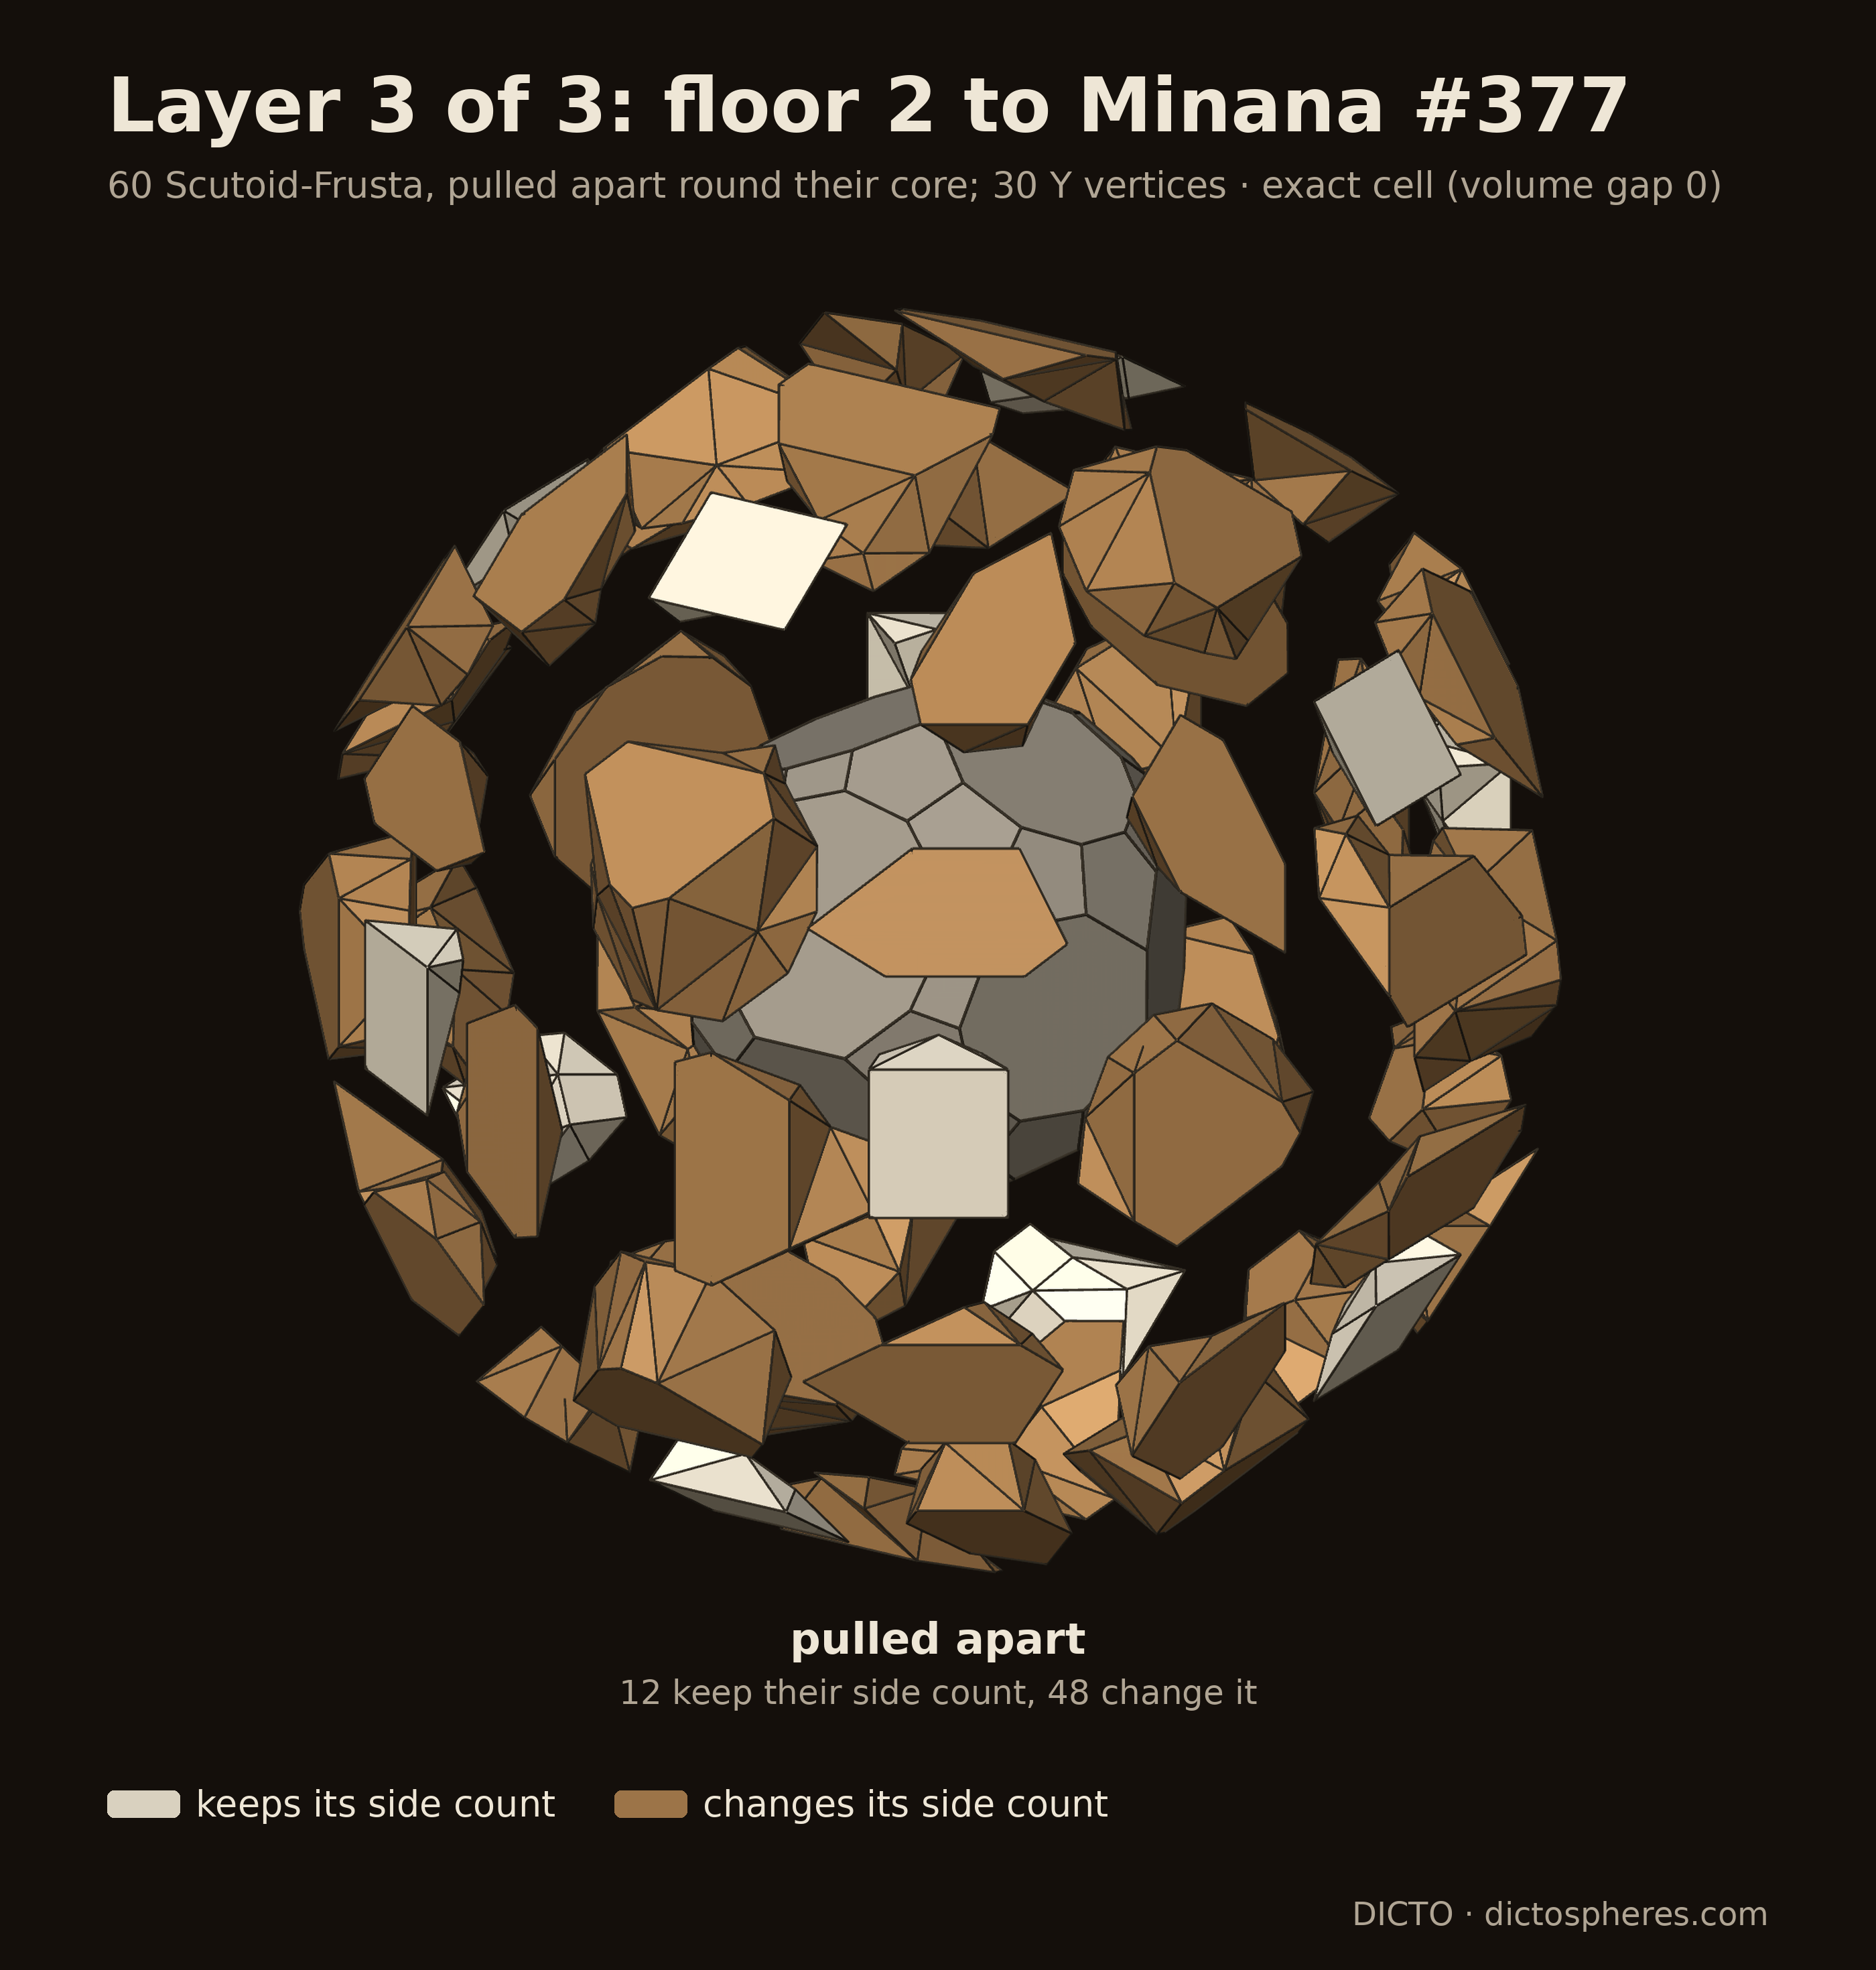 Layer 3 of 3: floor 2 to Minana #377
60 Scutoid-Frusta, pulled apart round their core; 30 Y vertices · exact cell (volume gap 0)
pulled apart
12 keep their side count, 48 change it
keeps its side count
changes its side count
DICTO · dictospheres.com